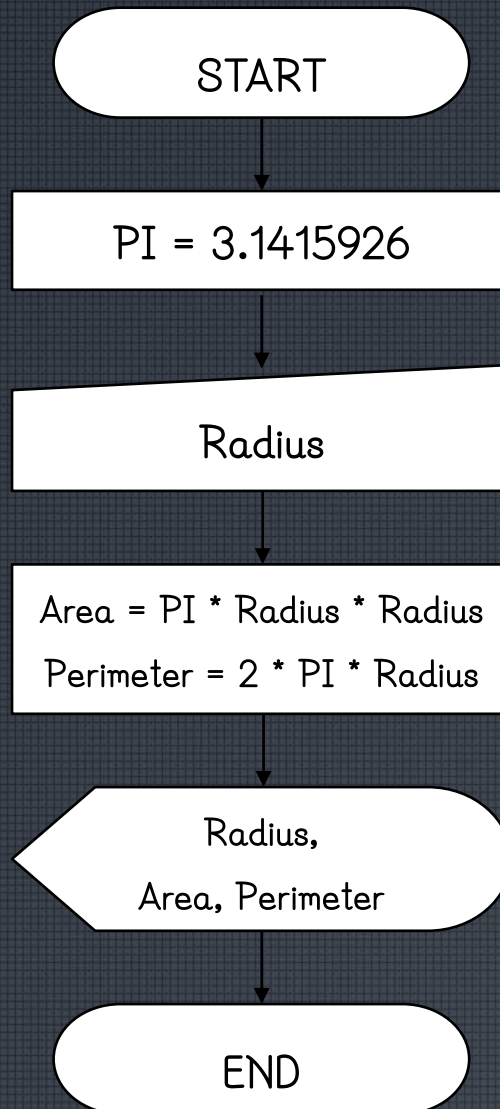 START
PI = 3.1415926
Radius
Area = PI * Radius * Radius
Perimeter = 2 * PI * Radius
Radius,
Area, Perimeter
END